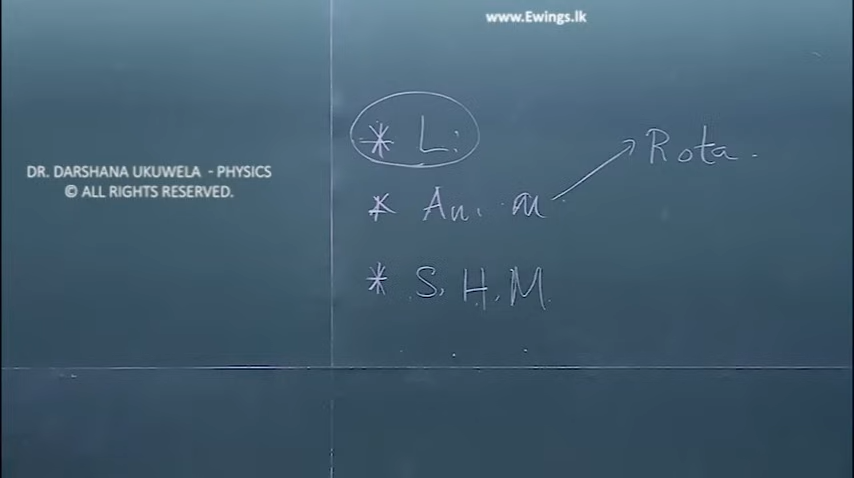 www.Ewings.lk
* L.
DR. DARSHANA UKUWELA - PHYSICS
© ALL RIGHTS RESERVED.
* An. m. → Rota.
* S. H. M.